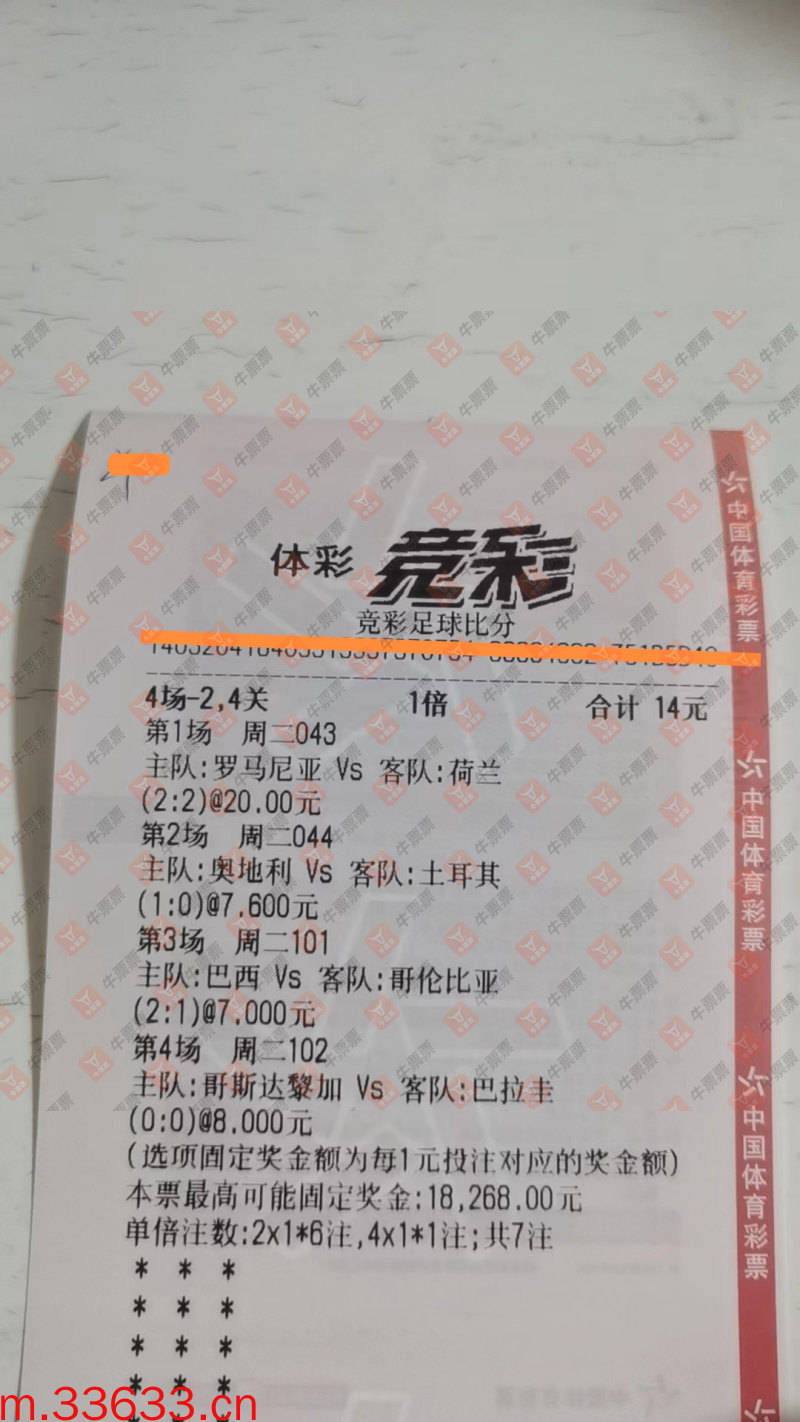 体彩 竞彩
竞彩足球比分
4场-2,4关 1倍 合计 14元
第1场 周二043
主队:罗马尼亚 Vs 客队:荷兰
(2:2)@20.00元
第2场 周二044
主队:奥地利 Vs 客队:土耳其
(1:0)@7.600元
第3场 周二101
主队:巴西 Vs 客队:哥伦比亚
(2:1)@7.000元
第4场 周二102
主队:哥斯达黎加 Vs 客队:巴拉圭
(0:0)@8.000元
(选项固定奖金额为每1元投注对应的奖金额)
本票最高可能固定奖金:18,268.00元
单倍注数:2x1*6注,4x1*1注;共7注
* * *
* * *
* * *
* * *
中国体育彩票
中国体育彩票
中国体育彩票
牛票票
m.33633.cn